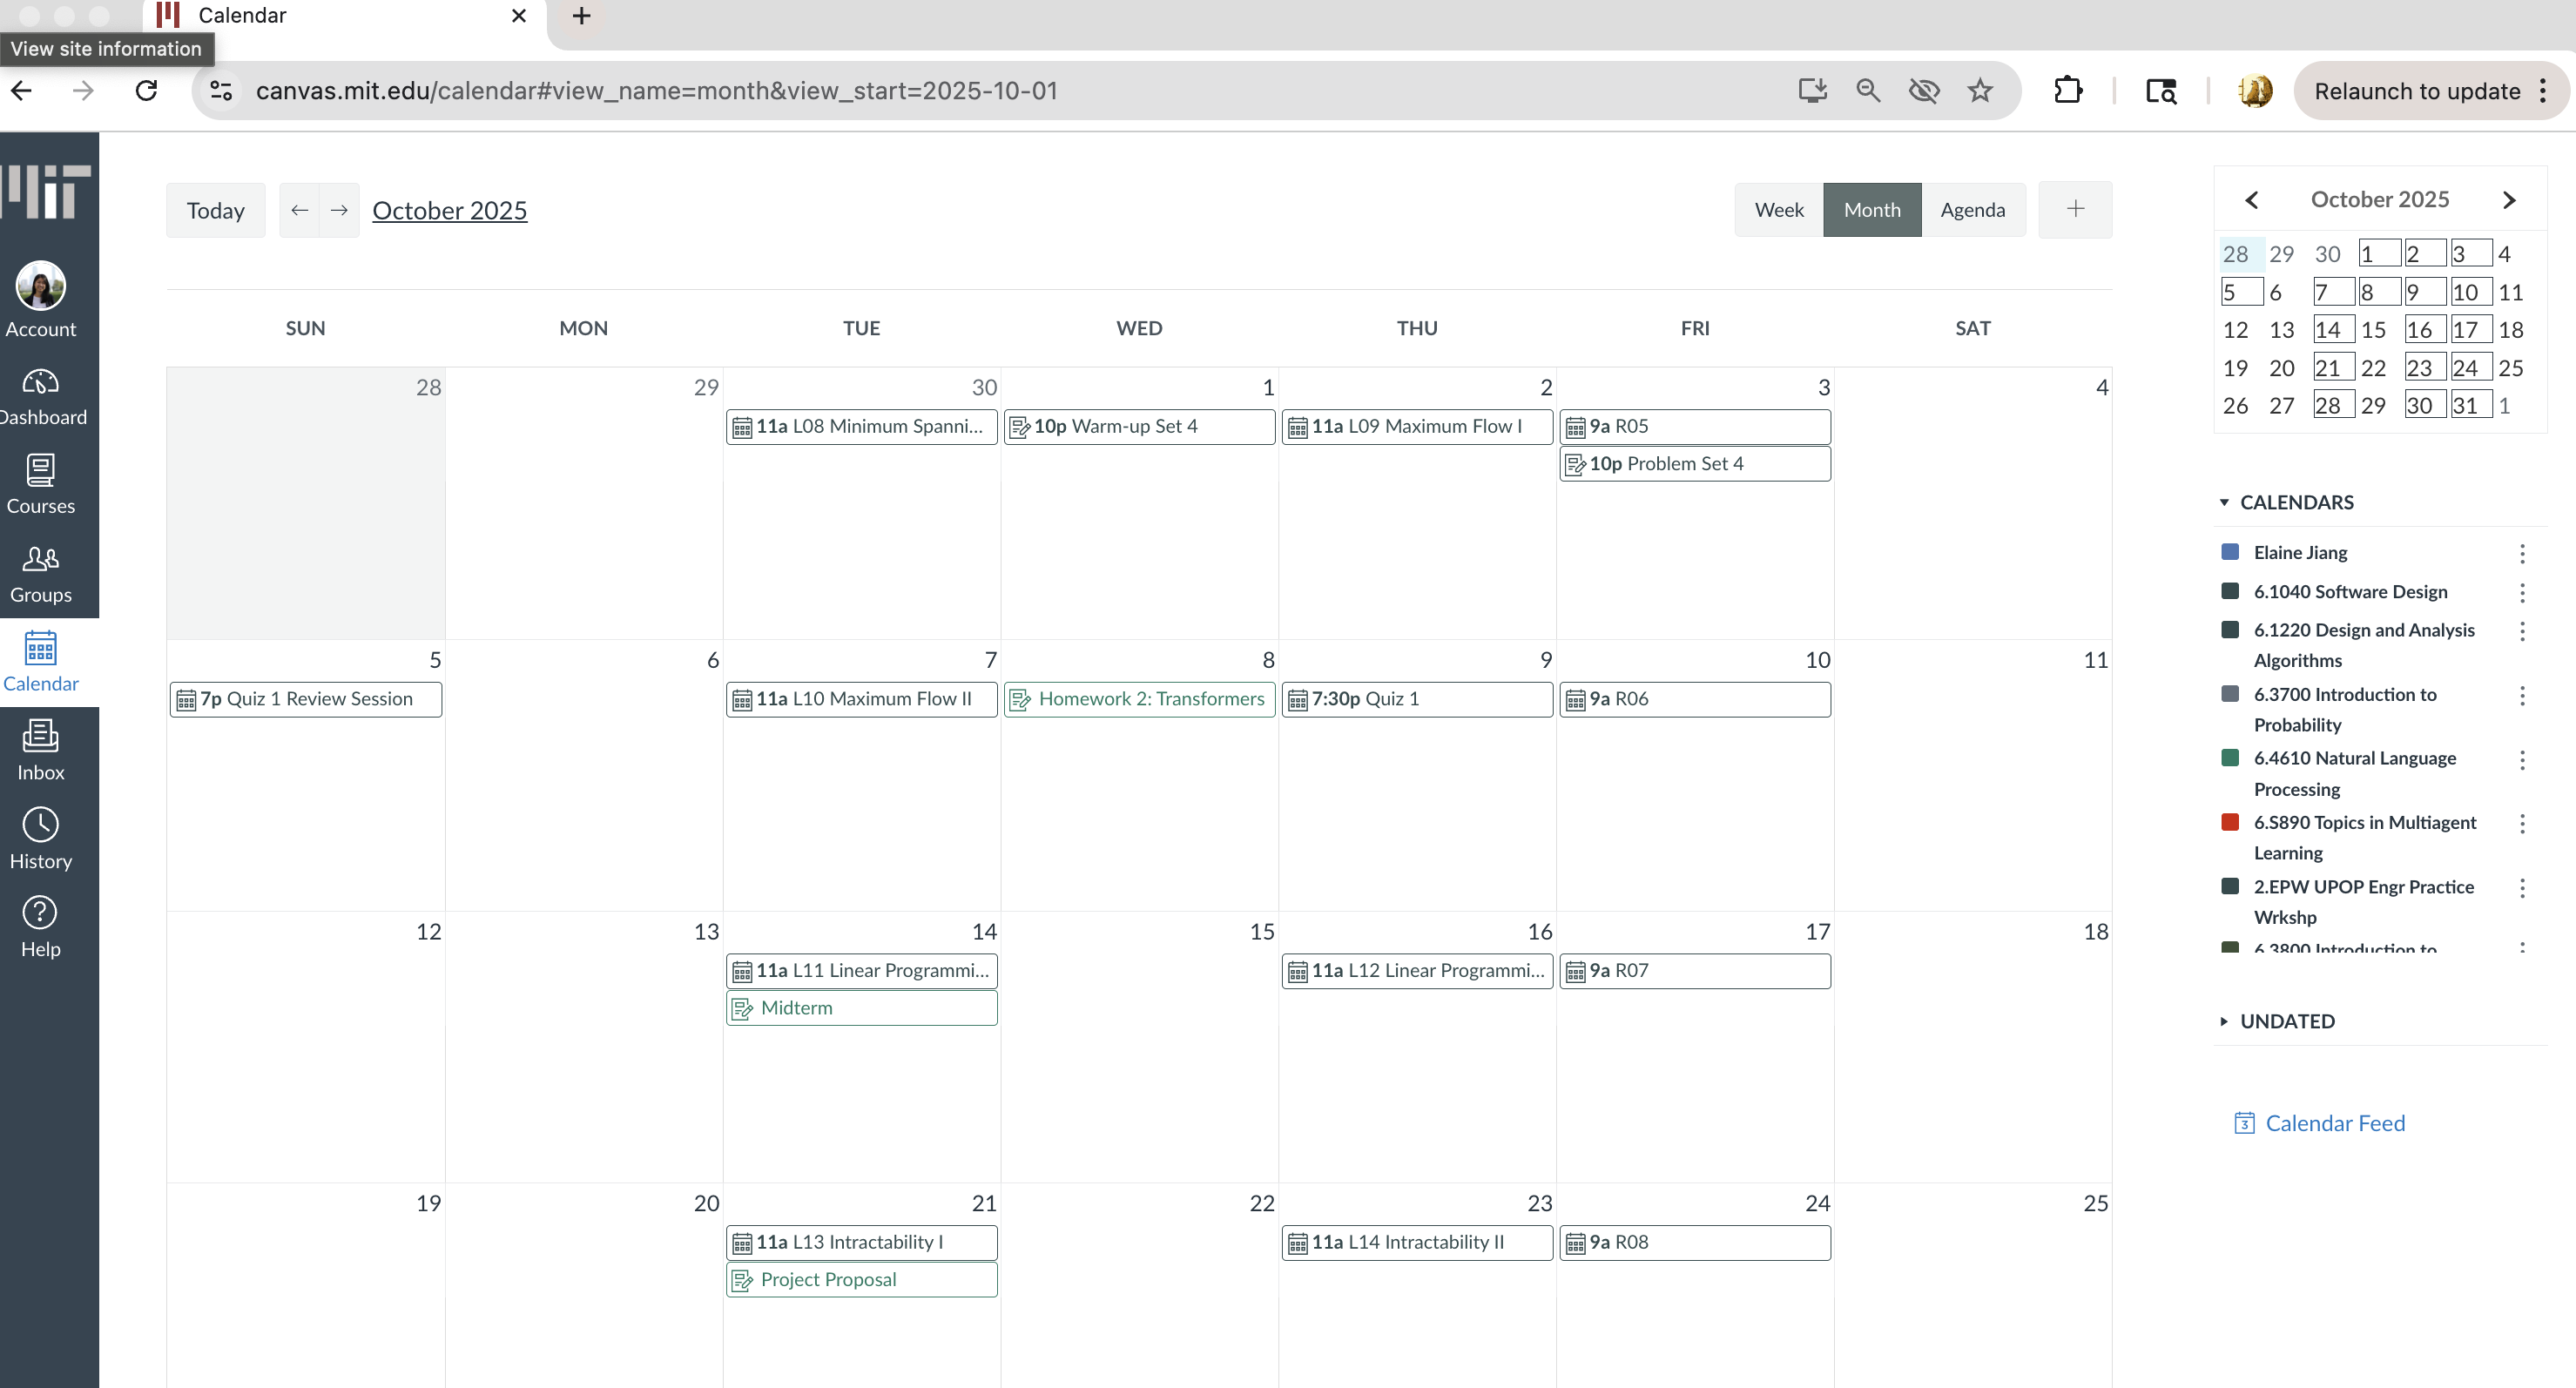 Calendar
View site information
canvas.mit.edu/calendar#view_name=month&view_start=2025-10-01
Relaunch to update
MIT
Account
Dashboard
Courses
Groups
Calendar
Inbox
History
Help
Today
October 2025
Week
Month
Agenda
SUN MON TUE WED THU FRI SAT
28 29 30 1 2 3 4
11a L08 Minimum Spanni...
10p Warm-up Set 4
11a L09 Maximum Flow I
9a R05
10p Problem Set 4
5 6 7 8 9 10 11
7p Quiz 1 Review Session
11a L10 Maximum Flow II
Homework 2: Transformers
7:30p Quiz 1
9a R06
12 13 14 15 16 17 18
11a L11 Linear Programmi...
Midterm
11a L12 Linear Programmi...
9a R07
19 20 21 22 23 24 25
11a L13 Intractability I
Project Proposal
11a L14 Intractability II
9a R08
October 2025
28 29 30 1 2 3 4
5 6 7 8 9 10 11
12 13 14 15 16 17 18
19 20 21 22 23 24 25
26 27 28 29 30 31 1
CALENDARS
Elaine Jiang
6.1040 Software Design
6.1220 Design and Analysis
Algorithms
6.3700 Introduction to
Probability
6.4610 Natural Language
Processing
6.S890 Topics in Multiagent
Learning
2.EPW UPOP Engr Practice
Wrkshp
6.3800 Introduction to
UNDATED
3
Calendar Feed